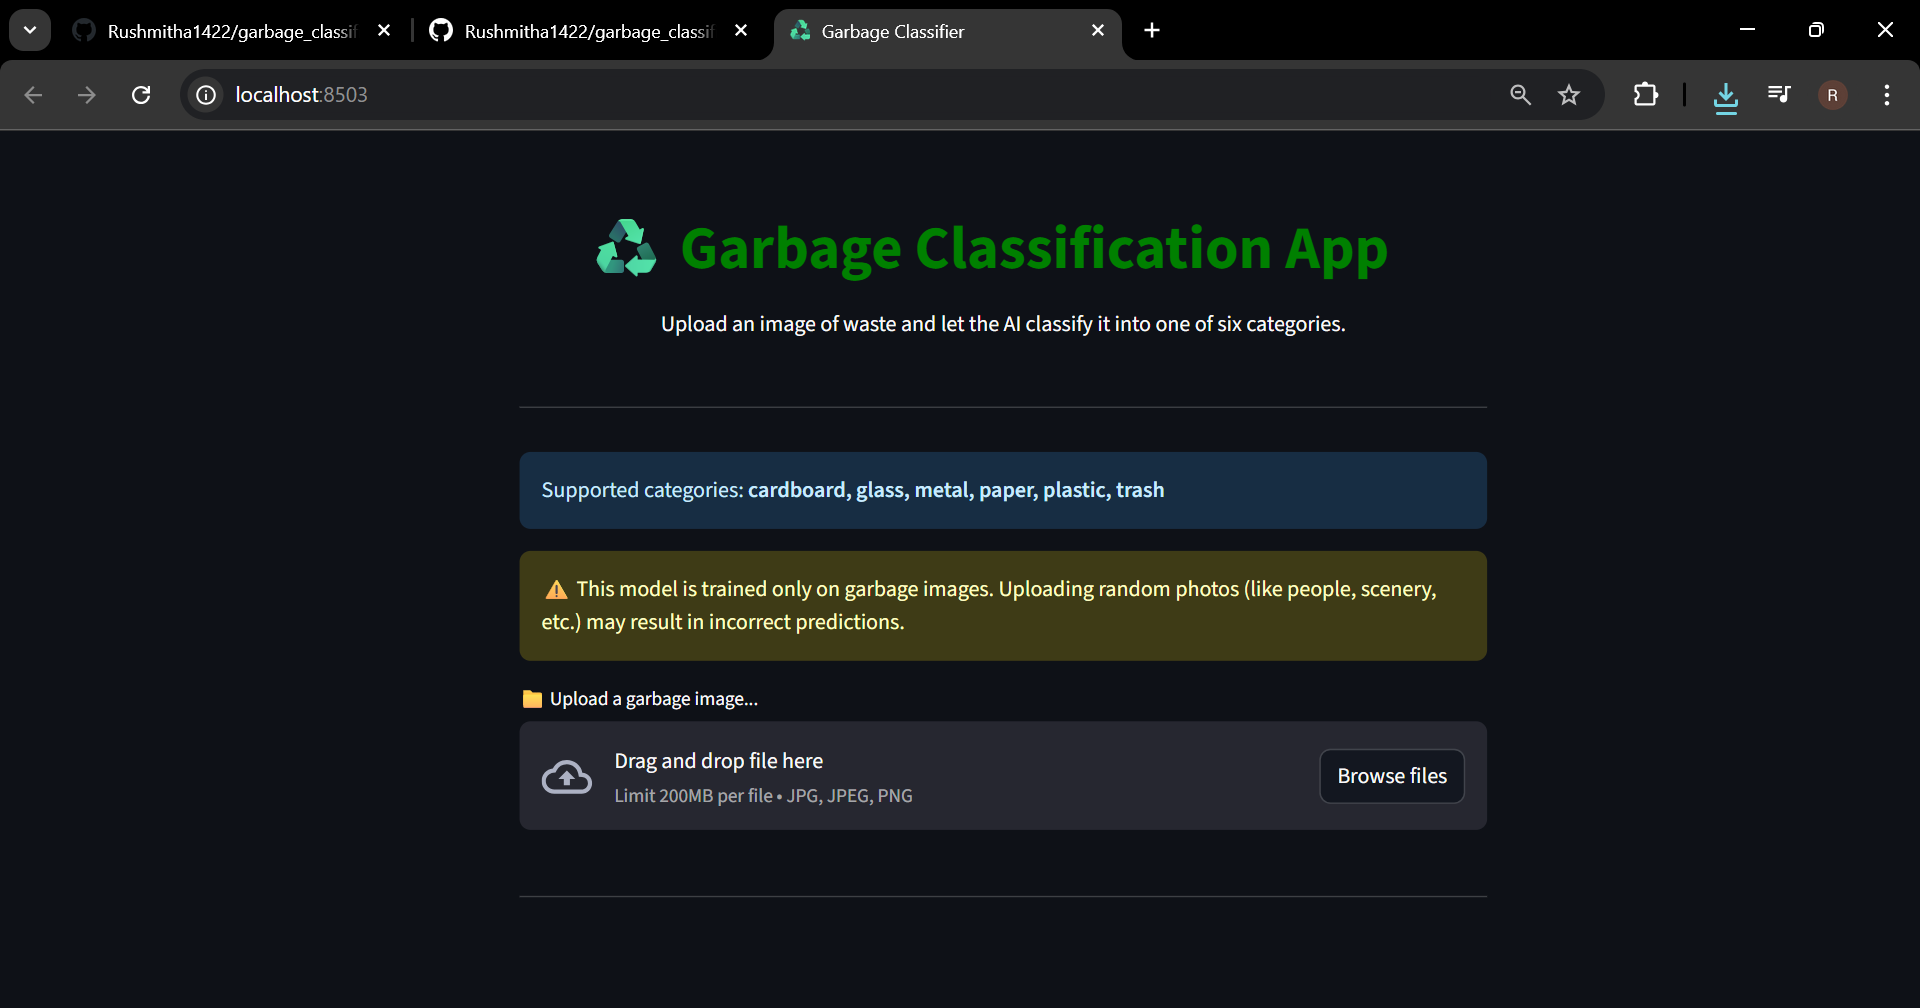 Rushmitha1422/garbage_classif
Rushmitha1422/garbage_classif
Garbage Classifier
localhost:8503
R
Garbage Classification App
Upload an image of waste and let the AI classify it into one of six categories.
Supported categories: cardboard, glass, metal, paper, plastic, trash
This model is trained only on garbage images. Uploading random photos (like people, scenery,
etc.) may result in incorrect predictions.
Upload a garbage image...
Drag and drop file here
Limit 200MB per file • JPG, JPEG, PNG
Browse files